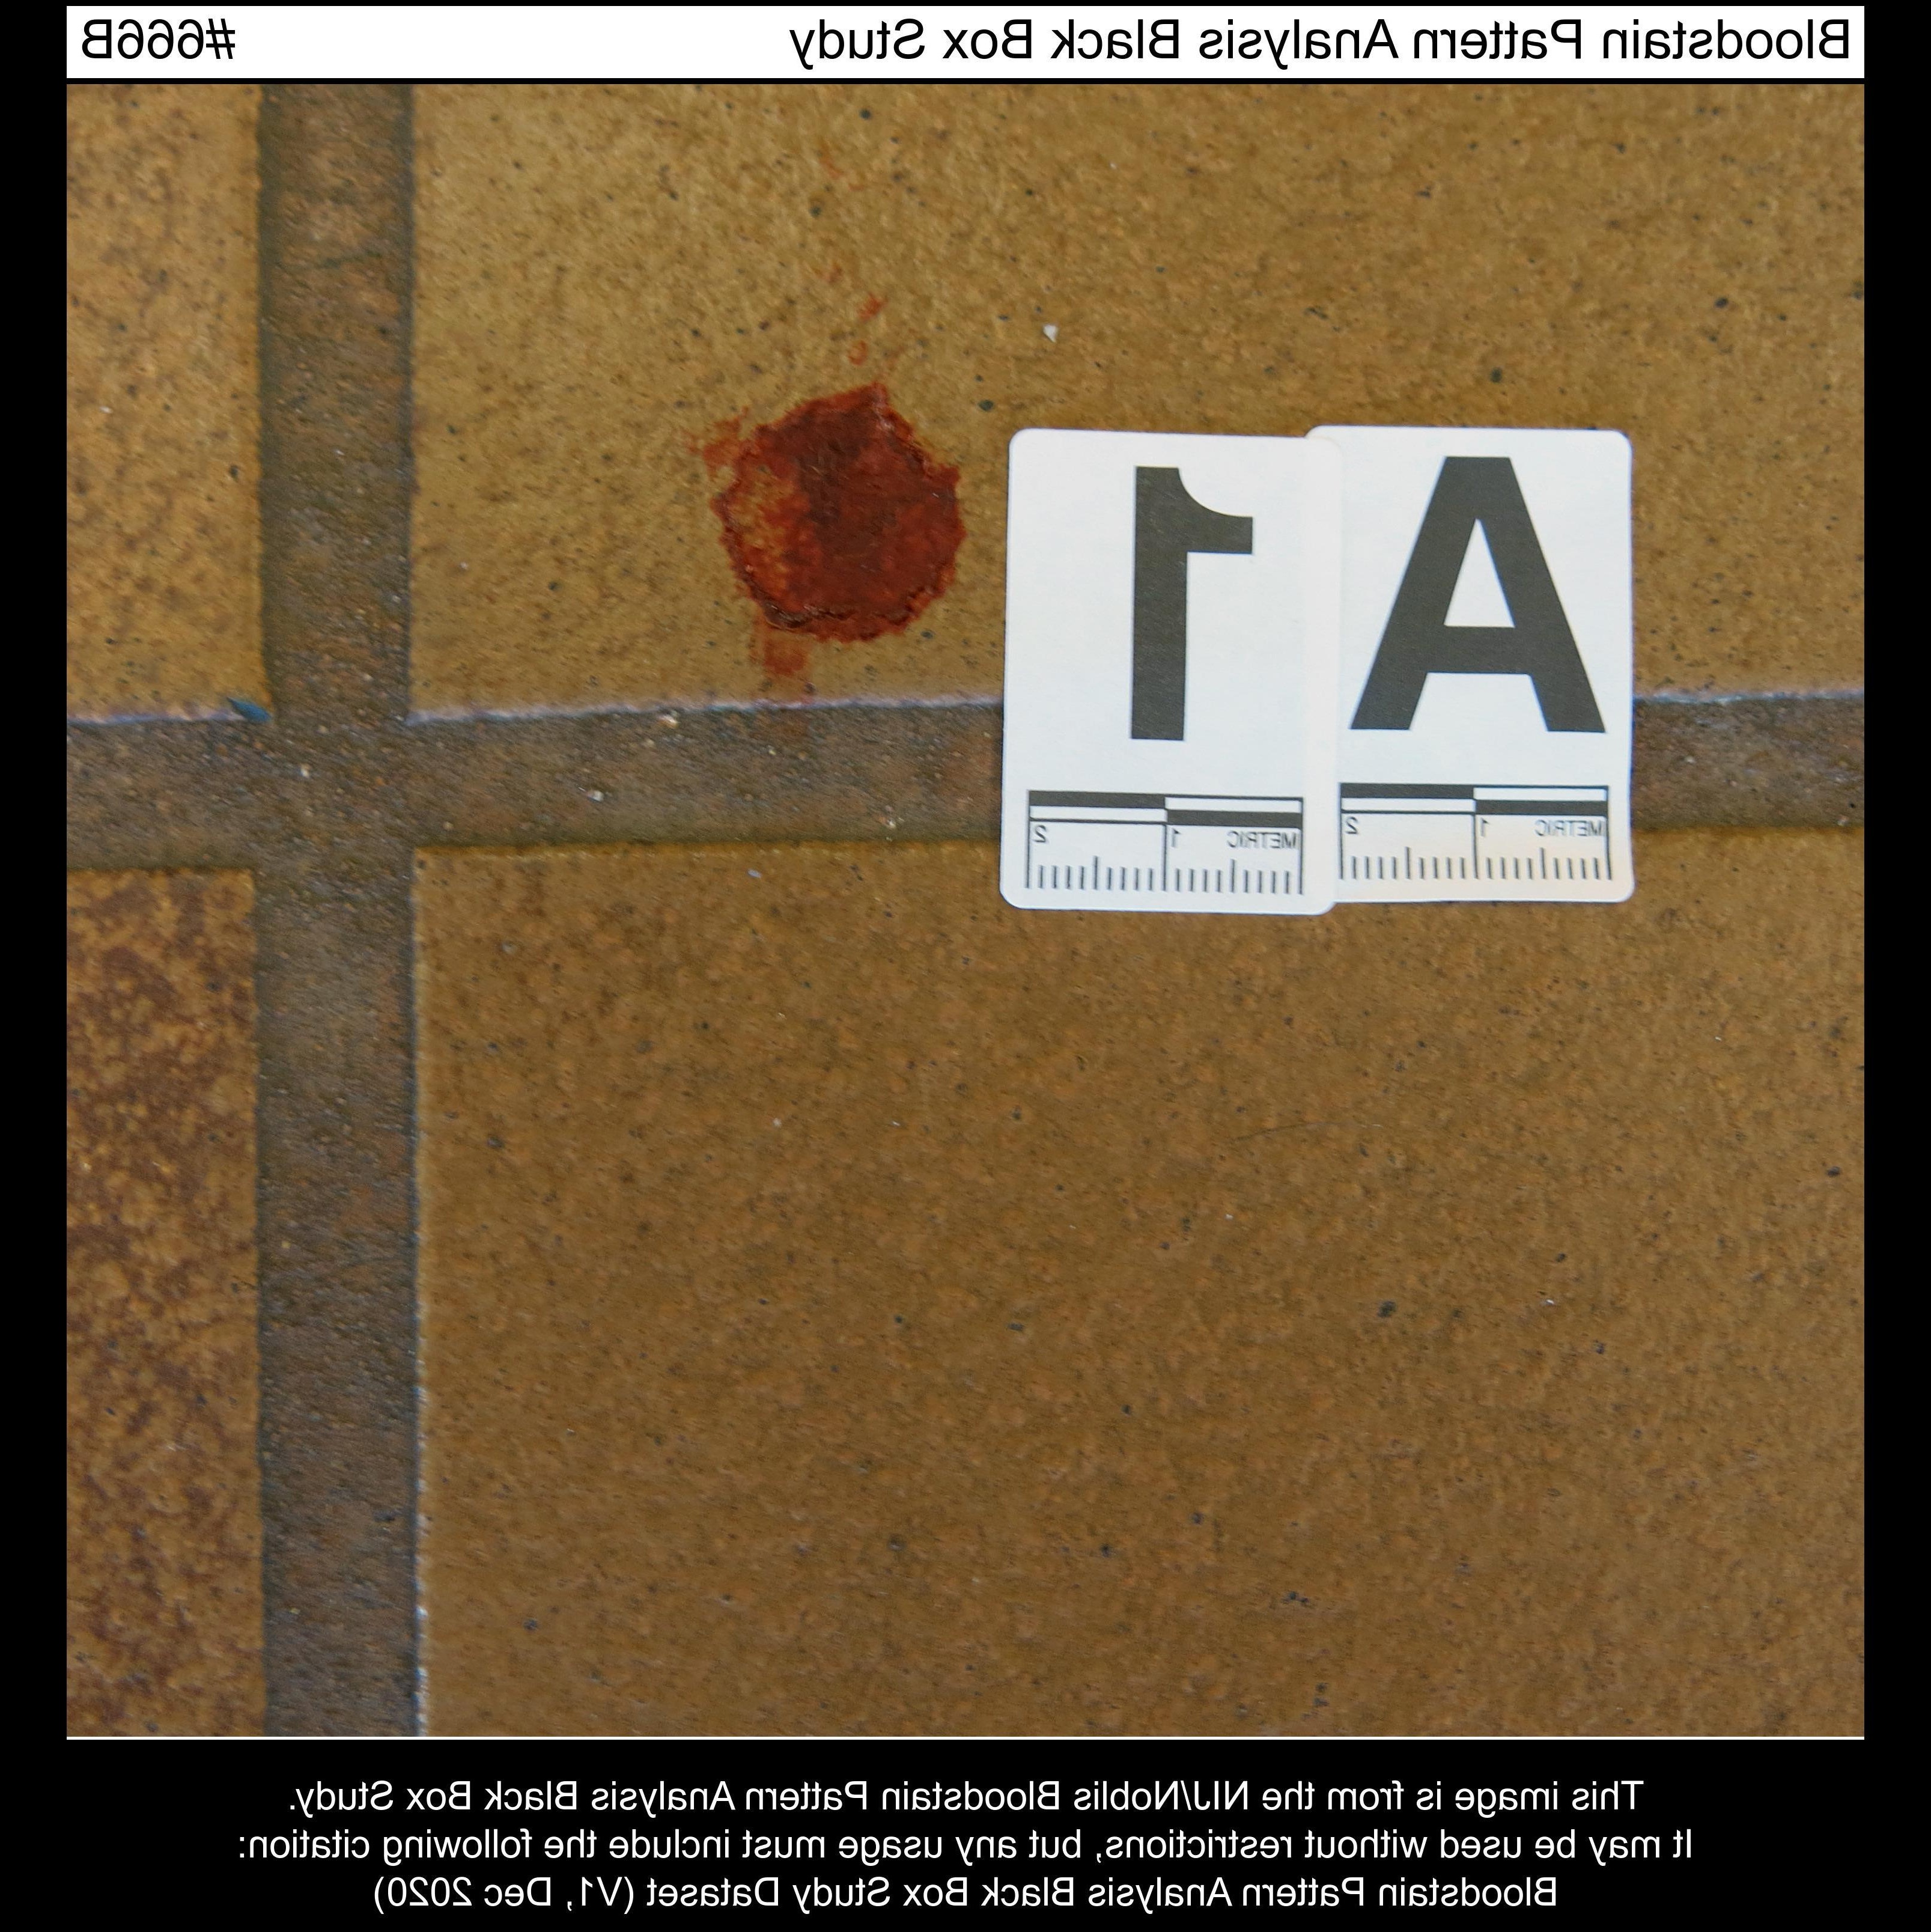 Bloodstain Pattern Analysis Black Box Study #666B
A 1
METRIC 1 2 METRIC 1 2
This image is from the NIJ/Noblis Bloodstain Pattern Analysis Black Box Study.
It may be used without restrictions, but any usage must include the following citation:
Bloodstain Pattern Analysis Black Box Study Dataset (V1, Dec 2020)